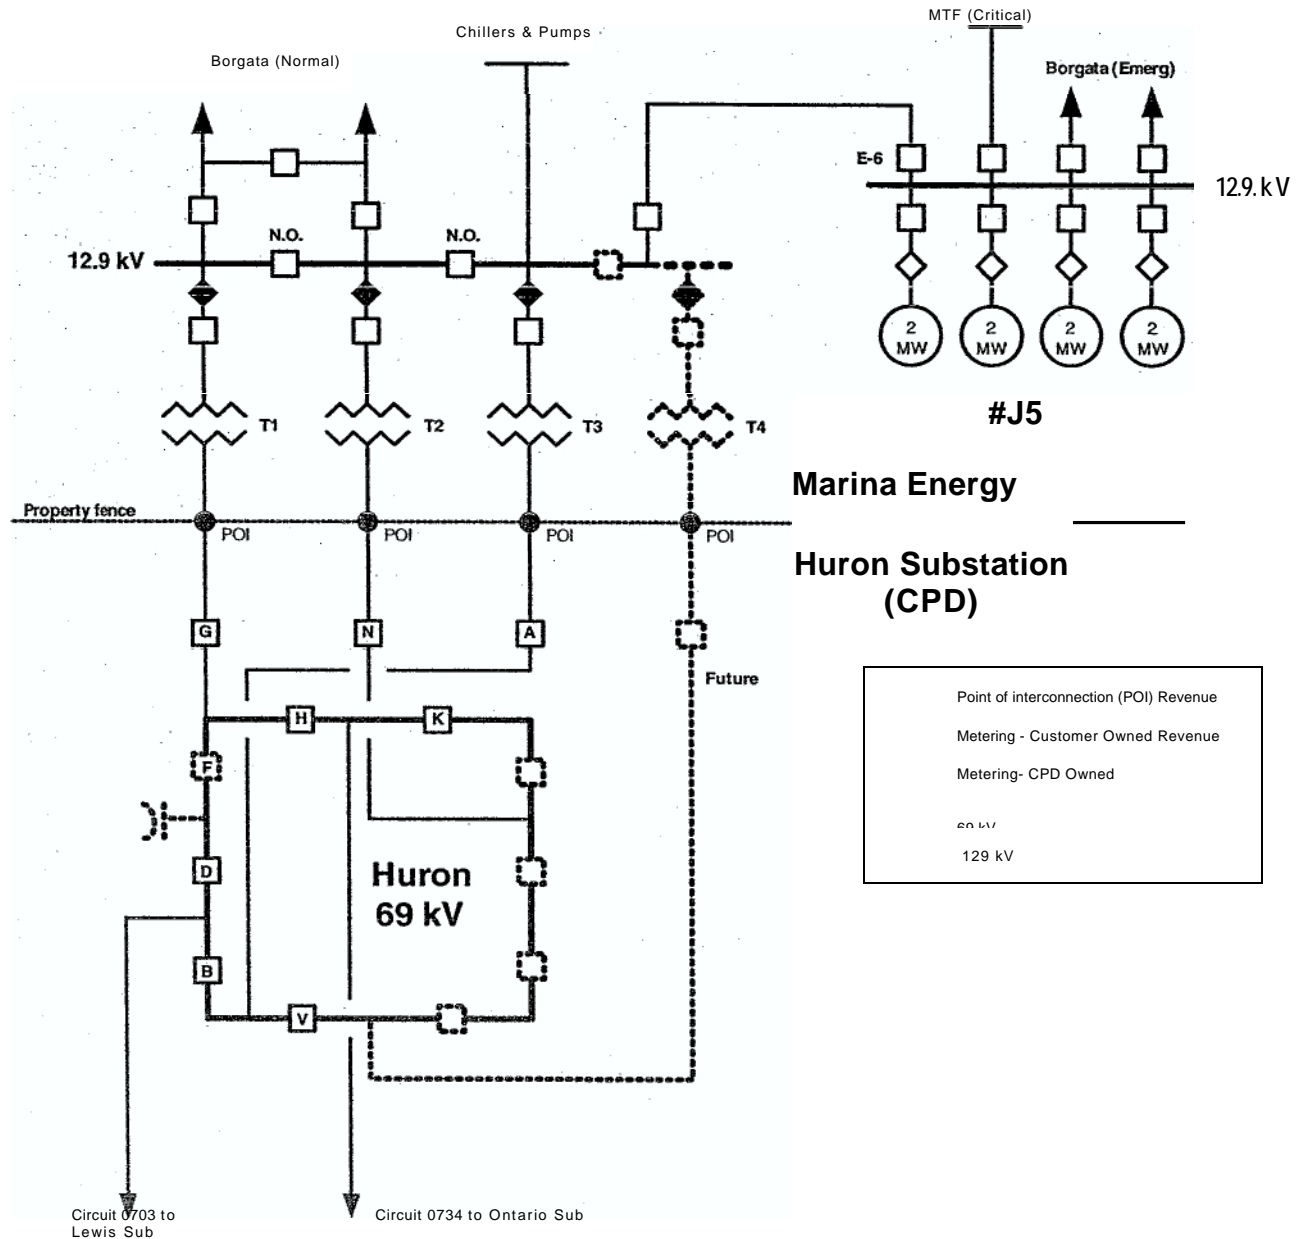 MTF (Critical)
Chillers & Pumps
Borgata (Normal)
Borgata (Emerg)
E-6
12.9. kV
N.O.
N.O.
12.9 kV
2
MW
2
MW
2
MW
2
MW
#J5
T1
T2
T3
T4
Marina Energy
Property fence
POI
POI
POI
POI
Huron Substation
(CPD)
G
N
A
Future
Point of interconnection (POI) Revenue
Metering - Customer Owned Revenue
Metering- CPD Owned
69 kV
129 kV
H
K
F
D
Huron
69 kV
B
V
Circuit 0703 to
Lewis Sub
Circuit 0734 to Ontario Sub